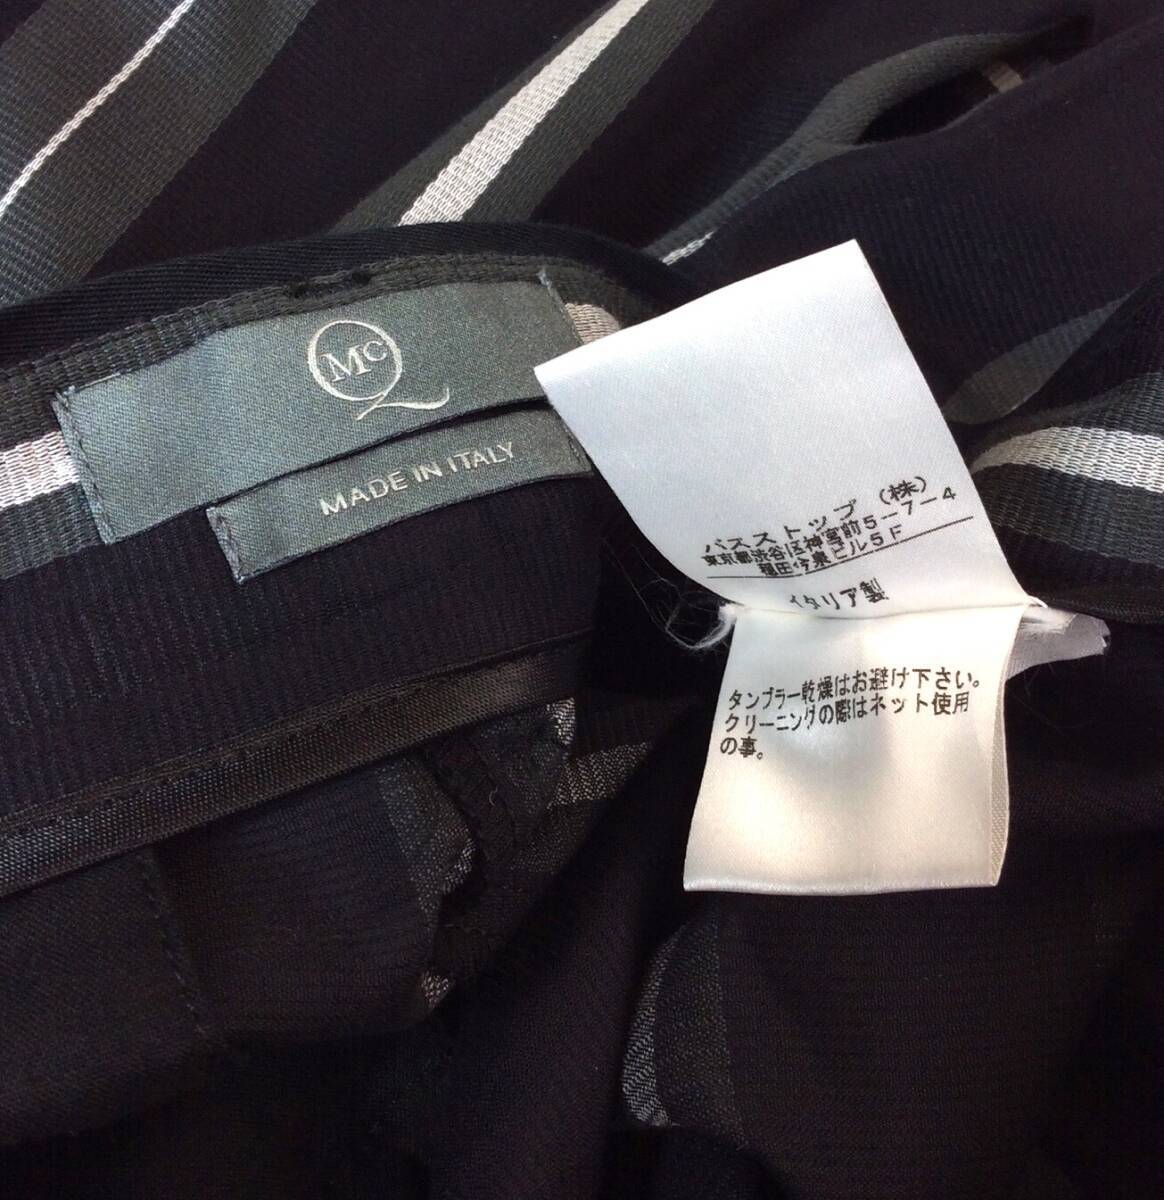 McQ
MADE IN ITALY
バスストップ (株)
東京都渋谷区神宮前5-7-4
穏田今泉ビル5F
イタリア製
タンブラー乾燥はお避け下さい。
クリーニングの際はネット使用
の事。